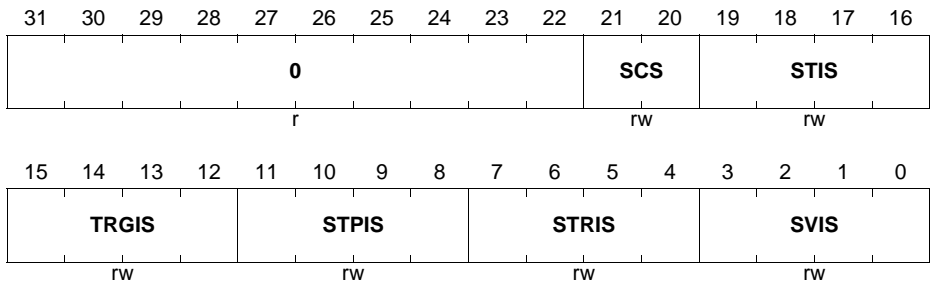 31 30 29 28 27 26 25 24 23 22 21 20 19 18 17 16
0 SCS STIS
r rw rw
15 14 13 12 11 10 9 8 7 6 5 4 3 2 1 0
TRGIS STPIS STRIS SVIS
rw rw rw rw